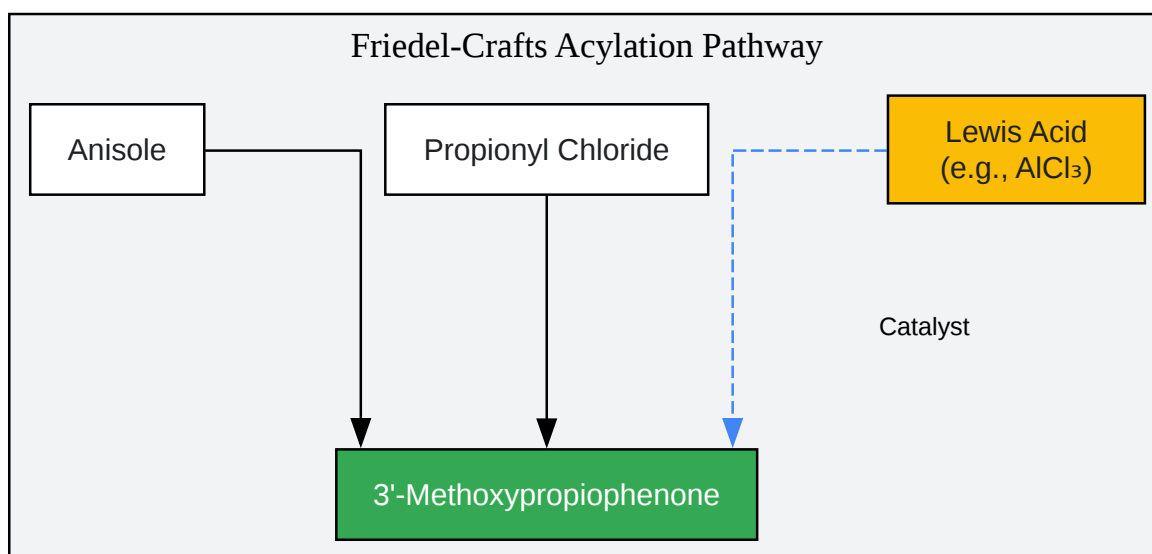 Friedel-Crafts Acylation Pathway
Anisole
Propionyl Chloride
Lewis Acid
(e.g., AlCl₃)
Catalyst
3'-Methoxypropiophenone